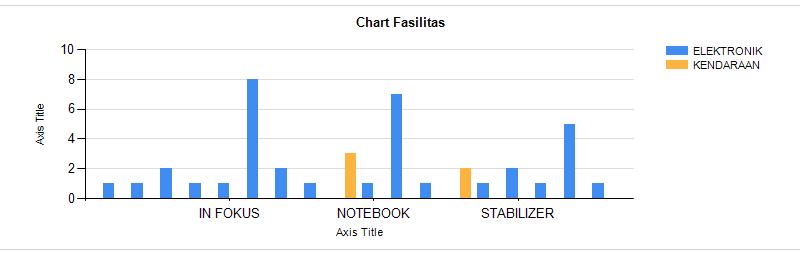 Chart Fasilitas
ELEKTRONIK
KENDARAAN
Axis Title
10
8
6
4
2
0
IN FOKUS NOTEBOOK STABILIZER
Axis Title